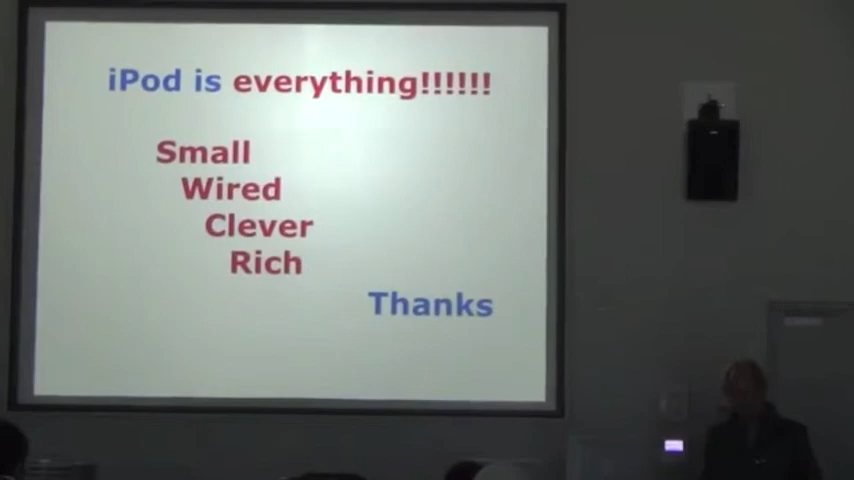 iPod is everything!!!!!!
Small
Wired
Clever
Rich
Thanks